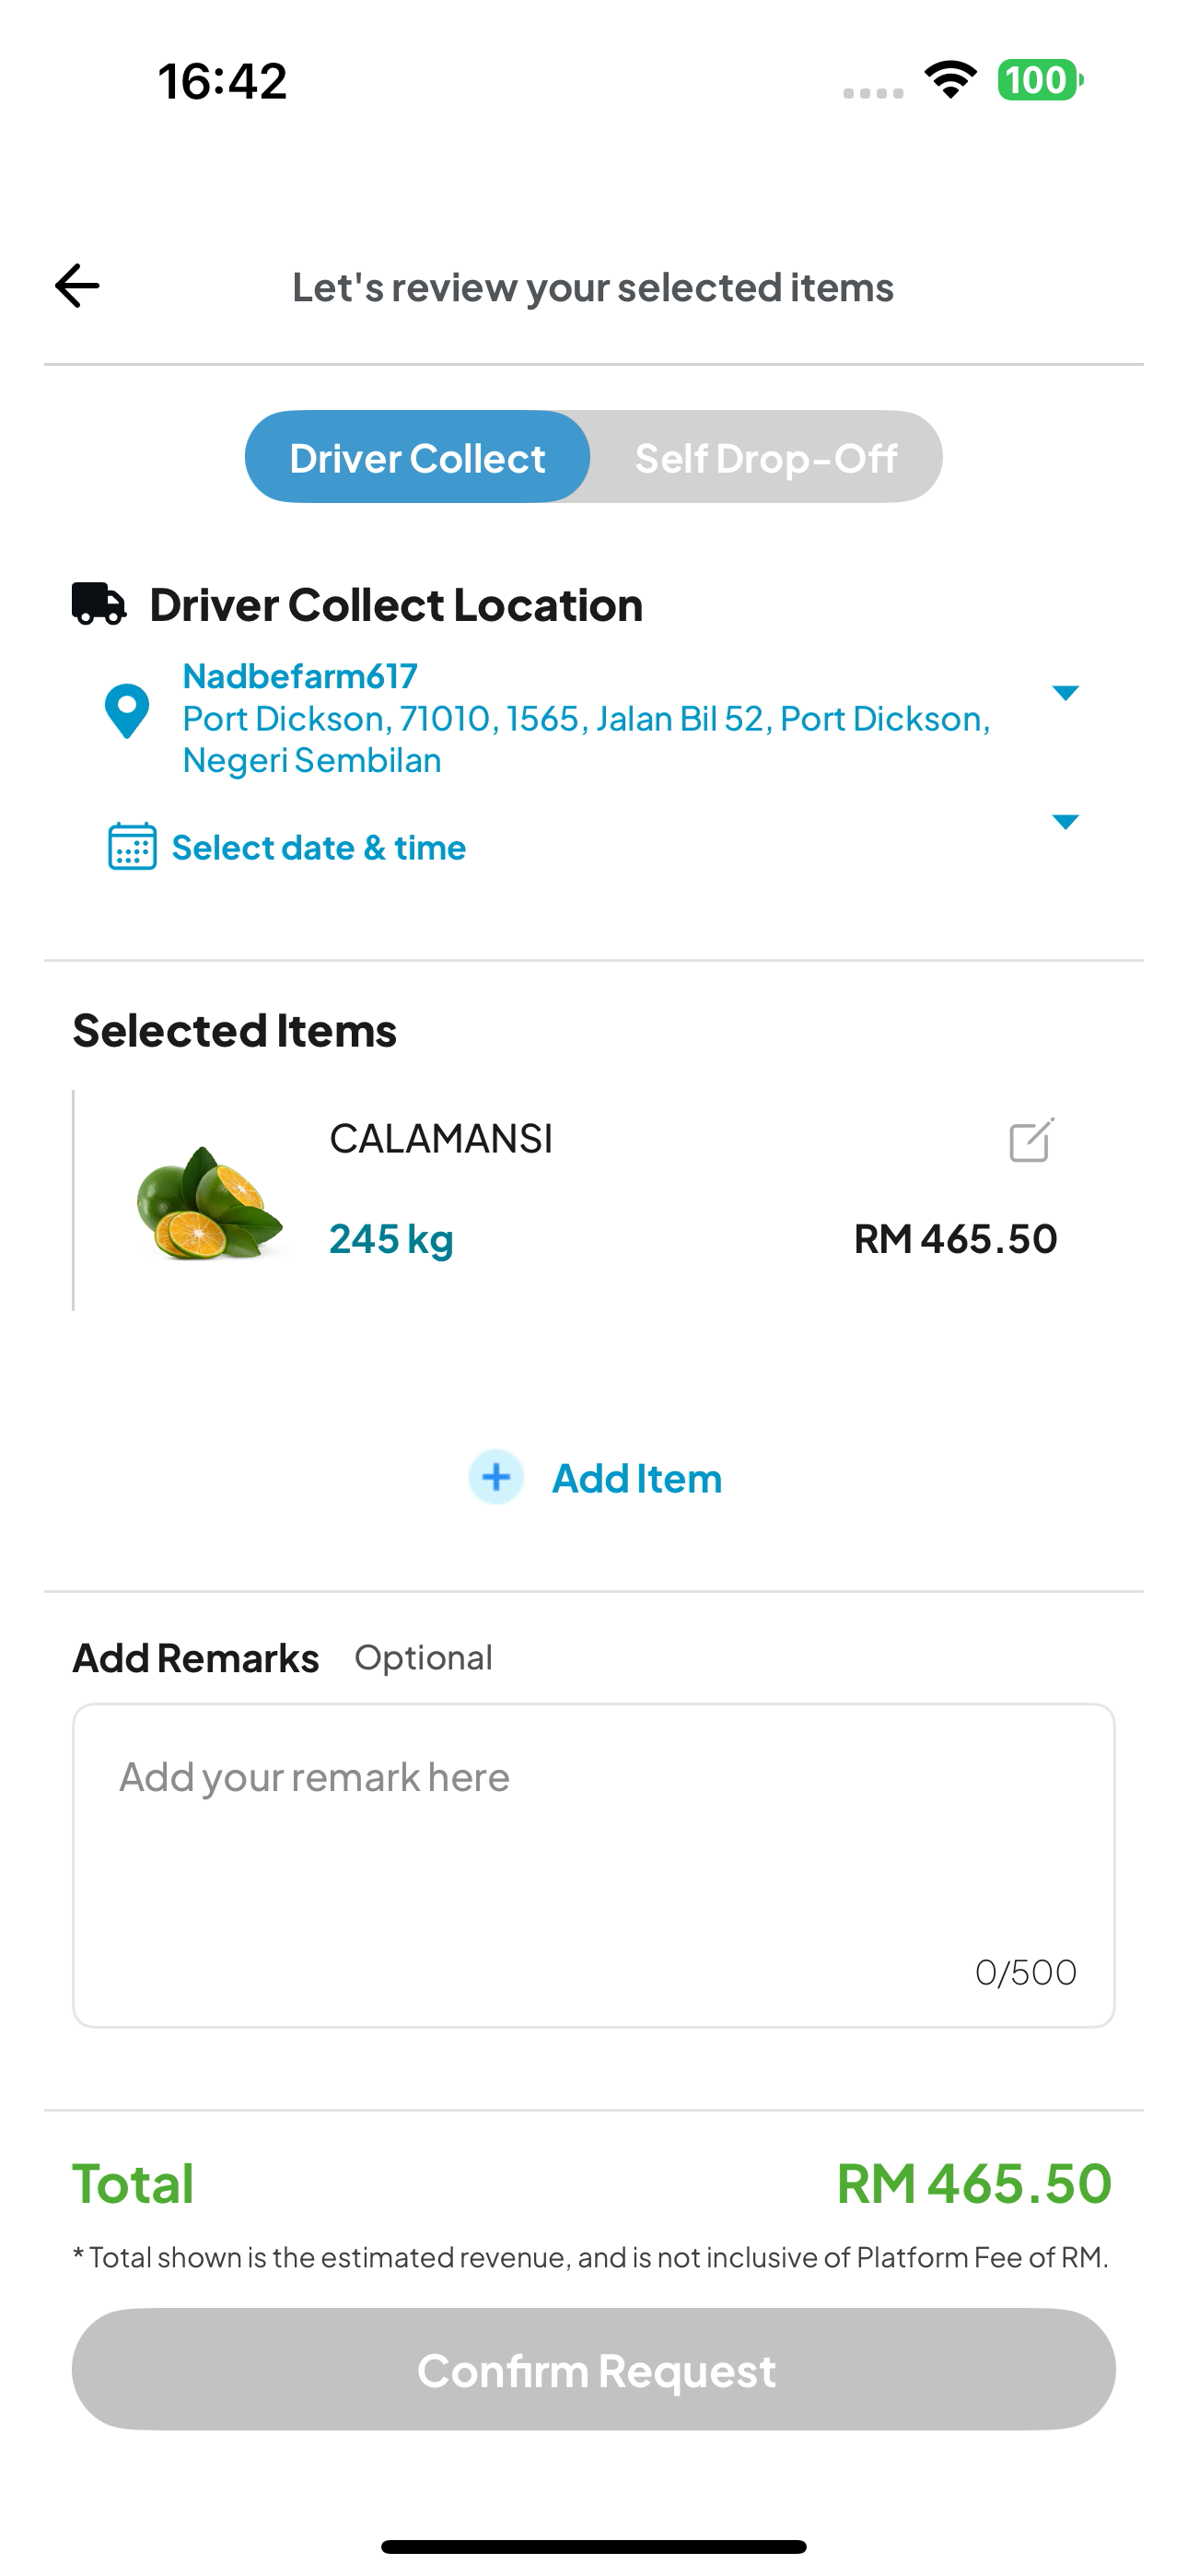 16:42
100
Let's review your selected items
Driver Collect
Self Drop-Off
Driver Collect Location
Nadbefarm617
Port Dickson, 71010, 1565, Jalan Bil 52, Port Dickson,
Negeri Sembilan
Select date & time
Selected Items
CALAMANSI
245 kg
RM 465.50
Add Item
Add Remarks Optional
Add your remark here
0/500
Total RM 465.50
* Total shown is the estimated revenue, and is not inclusive of Platform Fee of RM.
Confirm Request